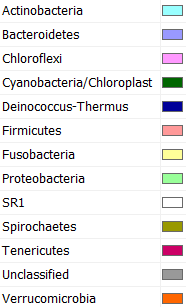 Actinobacteria
Bacteroidetes
Chloroflexi
Cyanobacteria/Chloroplast
Deinococcus-Thermus
Firmicutes
Fusobacteria
Proteobacteria
SR1
Spirochaetes
Tenericutes
Unclassified
Verrucomicrobia